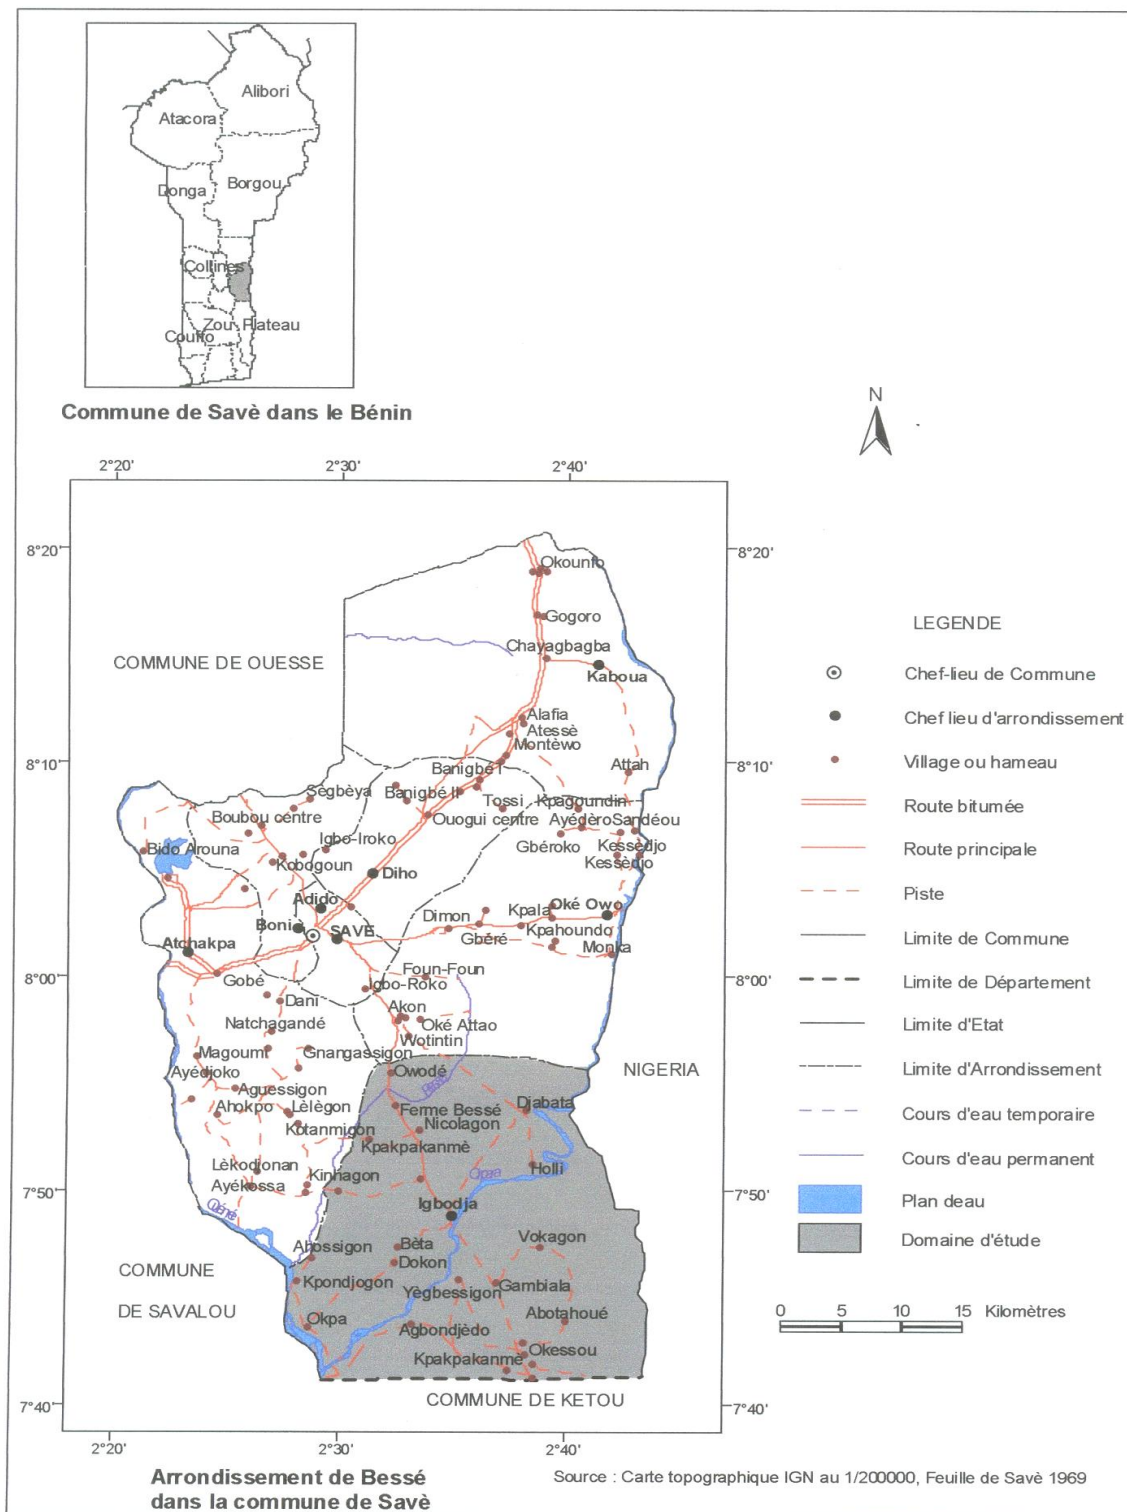 Alibori
Atacora
Donga
Borgou
Collines
Zou
Plateau
Couffo
Commune de Savè dans le Bénin
N
2°20'
2°30'
2°40'
8°20'
8°20'
Okounfo
Gogoro
Chayagbagba
Kaboua
COMMUNE DE OUESSE
Alafia
Atessè
Montèwo
8°10'
8°10'
Attah
Banigbé I
Sègbèya
Banigbé II
Tossi
Kpagoundin
Boubou centre
Ouogui centre
Ayédèro
Sandéou
Igbo-Iroko
Gbéroko
Kessèdjo
Bido Arouna
Kobogoun
Kessèdjo
Diho
Adido
Kpala
Oké Owo
Boni
SAVE
Dimon
Kpahoundo
Gbéré
Monka
Atchakpa
8°00'
8°00'
Gobé
Foun-Foun
Igbo-Roko
Dani
Akon
Natchagandé
Oké Attao
Wotintin
Magoumi
Gnangassigon
Ayédjoko
Owodé
NIGERIA
Aguessigon
Ahokpo
Lèlègon
Ferme Bessé
Djabata
Kotanmigon
Nicolagon
Kpakpakanmè
Lèkodjonan
Kinhagon
Holli
7°50'
Ayékossa
7°50'
Igbodja
Ahossigon
Bèta
Vokagon
COMMUNE
DE SAVALOU
Dokon
Kpondjogon
Yègbessigon
Gambiala
Okpa
Abotahoué
Agbondjèdo
Okessou
Kpakpakanmè
COMMUNE DE KETOU
7°40'
7°40'
2°20'
2°30'
2°40'
Arrondissement de Bessé
dans la commune de Savè
LEGENDE
Chef-lieu de Commune
Chef lieu d'arrondissement
Village ou hameau
Route bitumée
Route principale
Piste
Limite de Commune
Limite de Département
Limite d'Etat
Limite d'Arrondissement
Cours d'eau temporaire
Cours d'eau permanent
Plan deau
Domaine d'étude
0 5 10 15 Kilomètres
Source : Carte topographique IGN au 1/200000, Feuille de Savè 1969